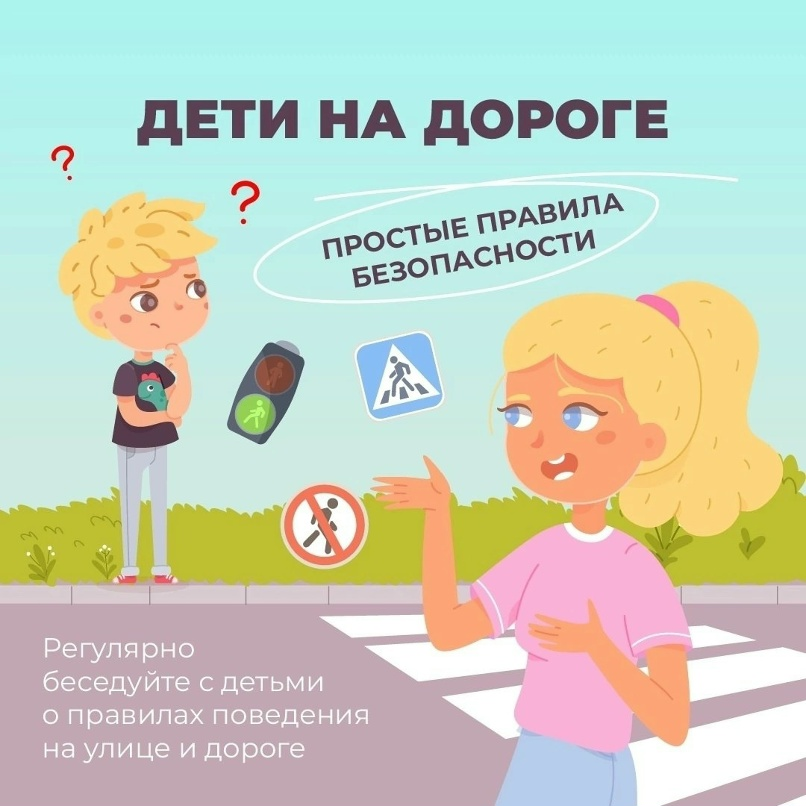 ДЕТИ НА ДОРОГЕ
?
?
ПРОСТЫЕ ПРАВИЛА
БЕЗОПАСНОСТИ
Регулярно
беседуйте с детьми
о правилах поведения
на улице и дороге